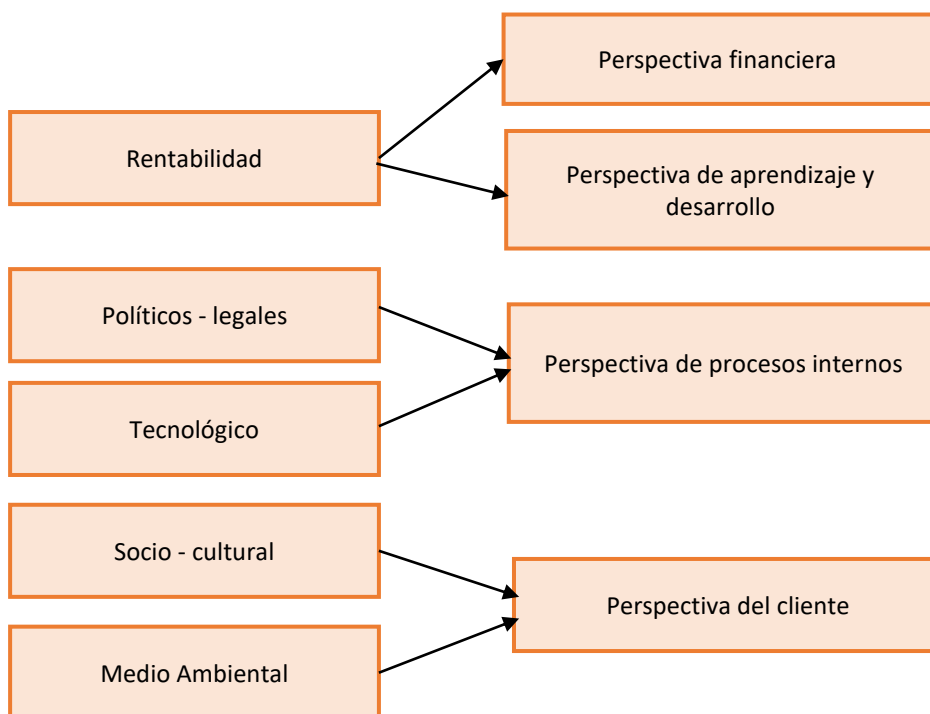 Perspectiva financiera
Rentabilidad
Perspectiva de aprendizaje y
desarrollo
Políticos - legales
Perspectiva de procesos internos
Tecnológico
Socio - cultural
Perspectiva del cliente
Medio Ambiental